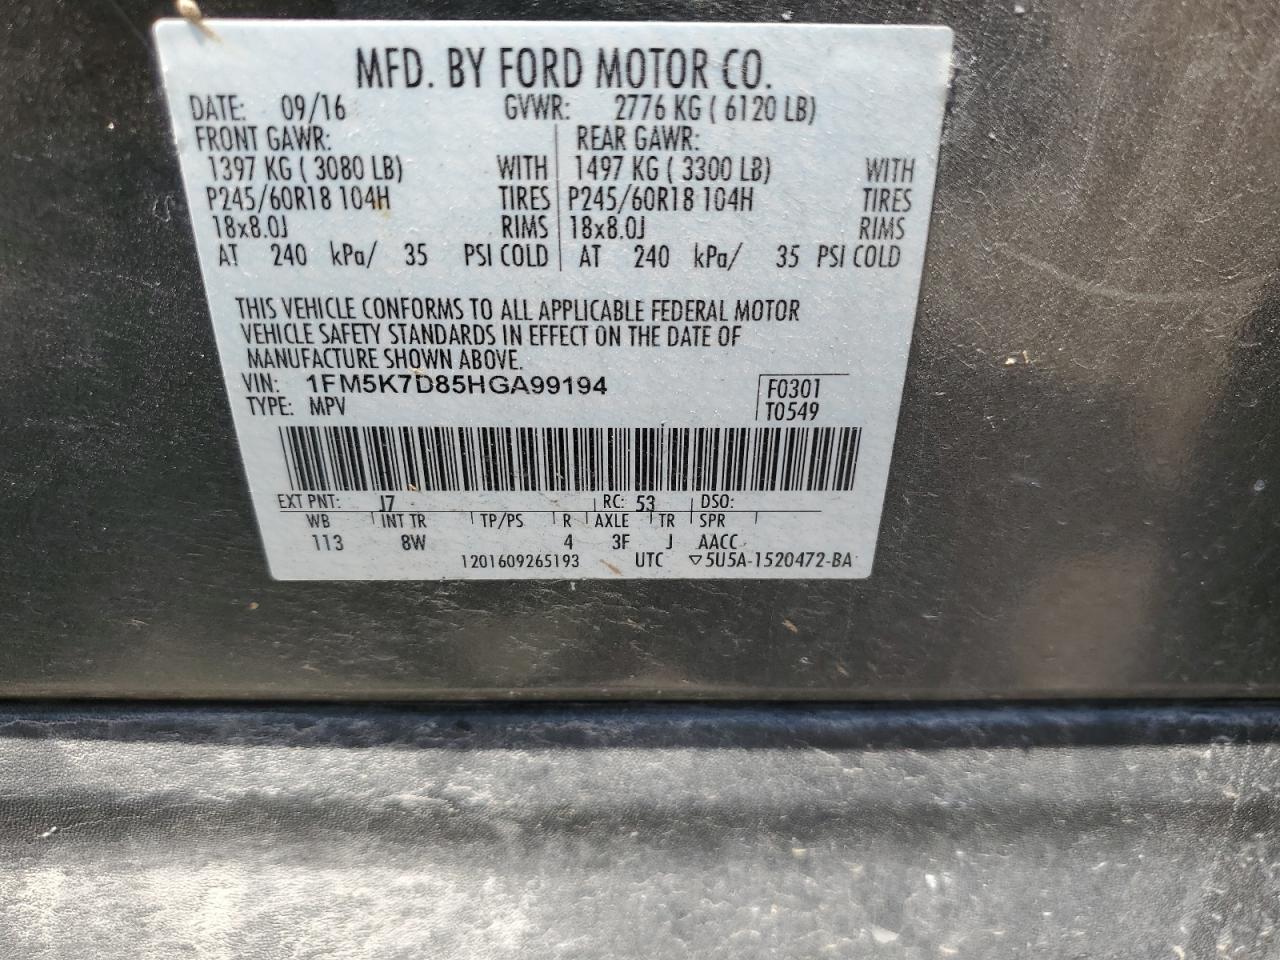 MFD. BY FORD MOTOR CO.
DATE: 09/16 GVWR: 2776 KG ( 6120 LB)
FRONT GAWR: REAR GAWR:
1397 KG ( 3080 LB) WITH 1497 KG ( 3300 LB) WITH
P245/60R18 104H TIRES P245/60R18 104H TIRES
18x8.0J RIMS 18x8.0J RIMS
AT 240 kPa/ 35 PSI COLD AT 240 kPa/ 35 PSI COLD
THIS VEHICLE CONFORMS TO ALL APPLICABLE FEDERAL MOTOR
VEHICLE SAFETY STANDARDS IN EFFECT ON THE DATE OF
MANUFACTURE SHOWN ABOVE.
VIN: 1FM5K7D85HGA99194 F0301
TYPE: MPV T0549
EXT PNT: J7 RC: 53 DSO:
WB INT TR TP/PS R AXLE TR SPR
113 8W 4 3F J AACC
1201609265193 UTC ▽5U5A-1520472-BA